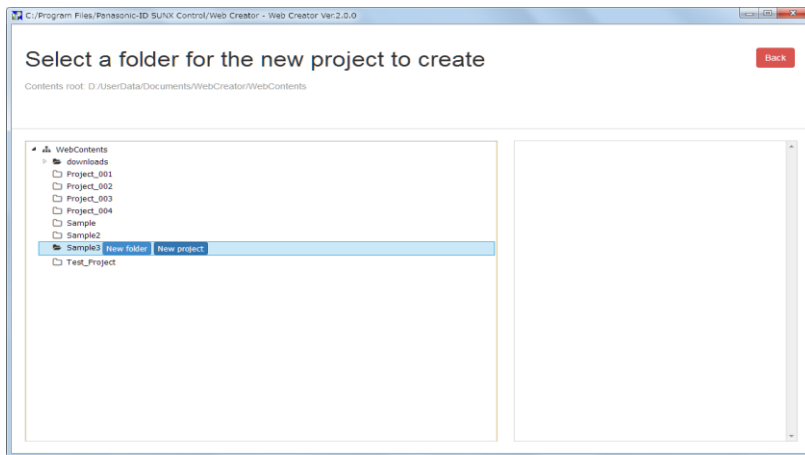 C:/Program Files/Panasonic-ID SUNX Control/Web Creator - Web Creator Ver.2.0.0
Select a folder for the new project to create
Back
Contents root: D:/UserData/Documents/WebCreator/WebContents
WebContents
downloads
Project_001
Project_002
Project_003
Project_004
Sample
Sample2
Sample3 New folder New project
Test_Project